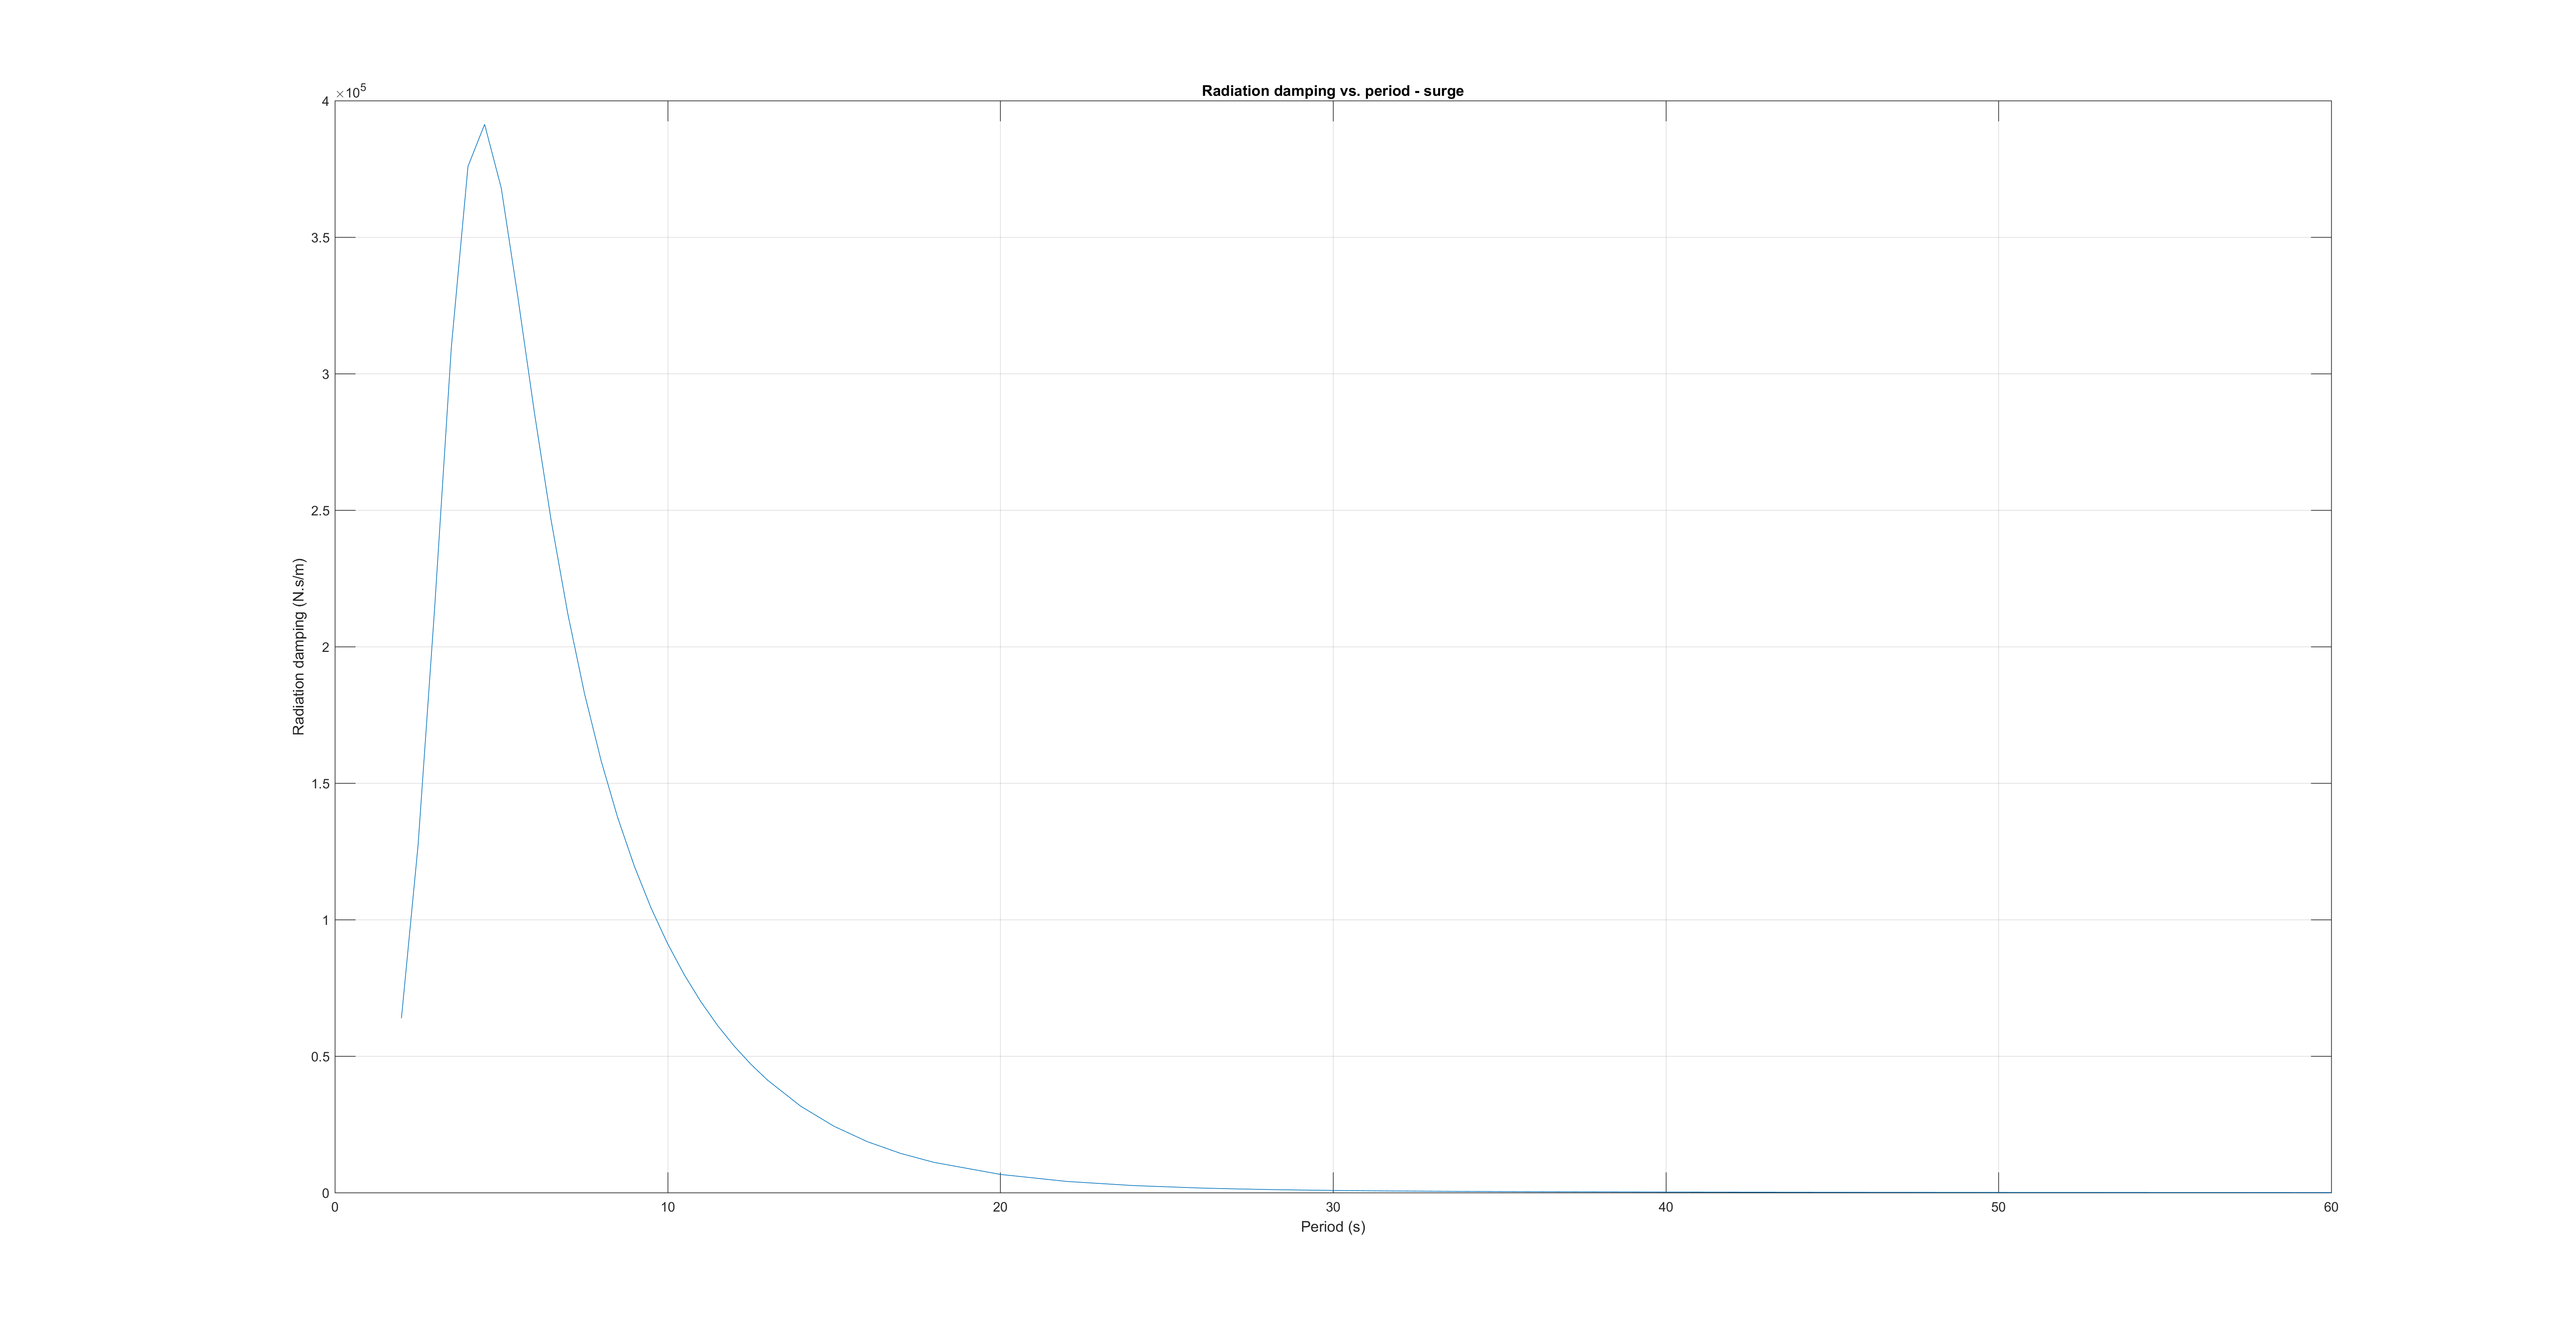 Radiation damping vs. period - surge
×10^5
4
3.5
3
2.5
2
1.5
1
0.5
0
Radiation damping (N.s/m)
0 10 20 30 40 50 60
Period (s)